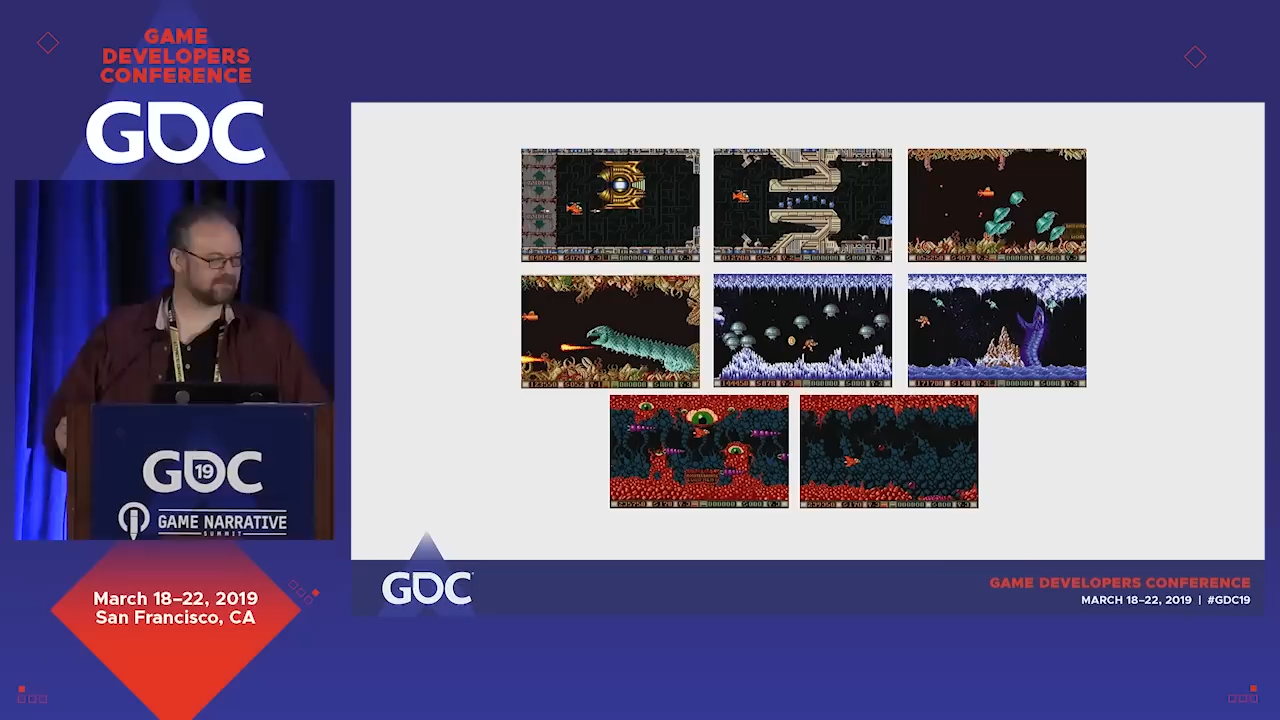 GAME
DEVELOPERS
CONFERENCE
GDC
GDC
19
GAME NARRATIVE
SUMMIT
March 18–22, 2019
San Francisco, CA
GDC
GAME DEVELOPERS CONFERENCE
MARCH 18–22, 2019 | #GDC19